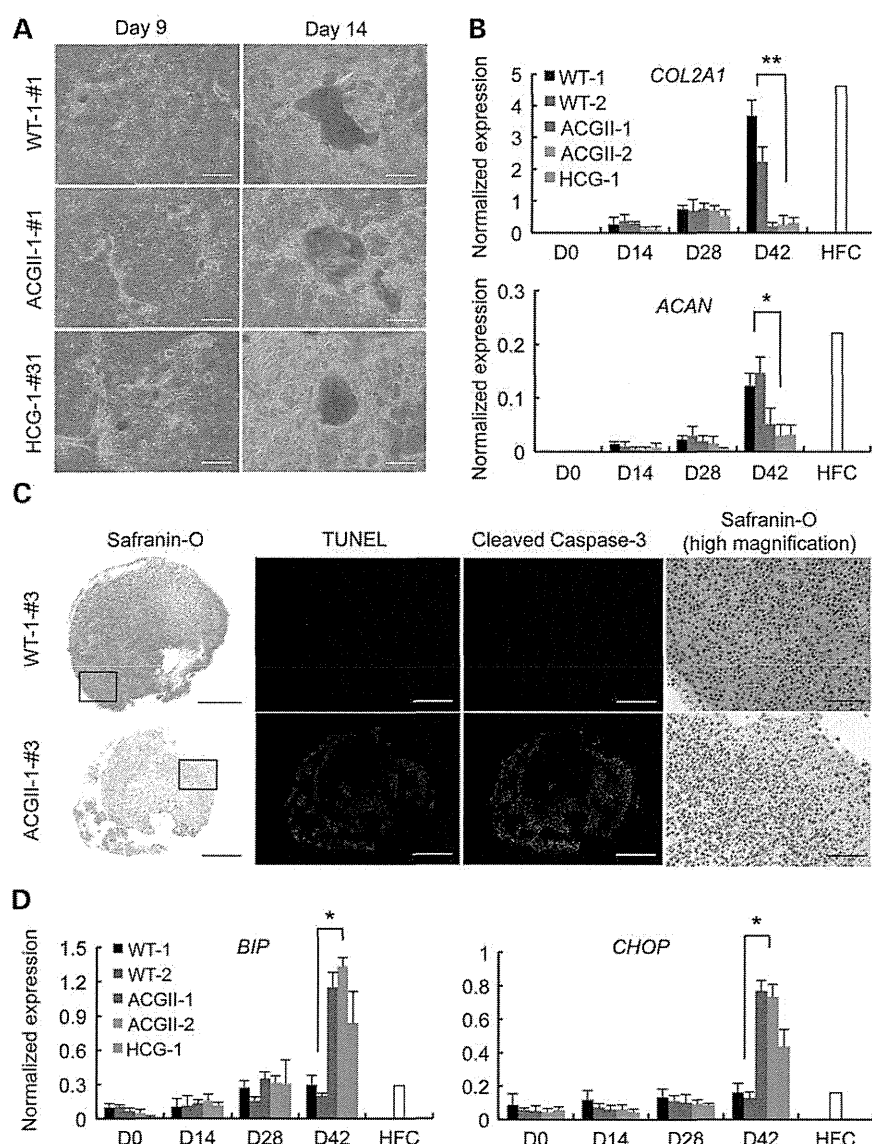 A
Day 9 Day 14
WT-1-#1
ACGII-1-#1
HCG-1-#31
B
COL2A1
**
Normalized expression
5
4
3
2
1
0
WT-1
WT-2
ACGII-1
ACGII-2
HCG-1
D0 D14 D28 D42 HFC
ACAN
*
Normalized expression
0.3
0.2
0.1
0
D0 D14 D28 D42 HFC
C
Safranin-O TUNEL Cleaved Caspase-3 Safranin-O
(high magnification)
WT-1-#3
ACGII-1-#3
D
BIP
*
Normalized expression
1.5
1.2
0.9
0.6
0.3
0
WT-1
WT-2
ACGII-1
ACGII-2
HCG-1
D0 D14 D28 D42 HFC
CHOP
*
1
0.8
0.6
0.4
0.2
0
D0 D14 D28 D42 HFC